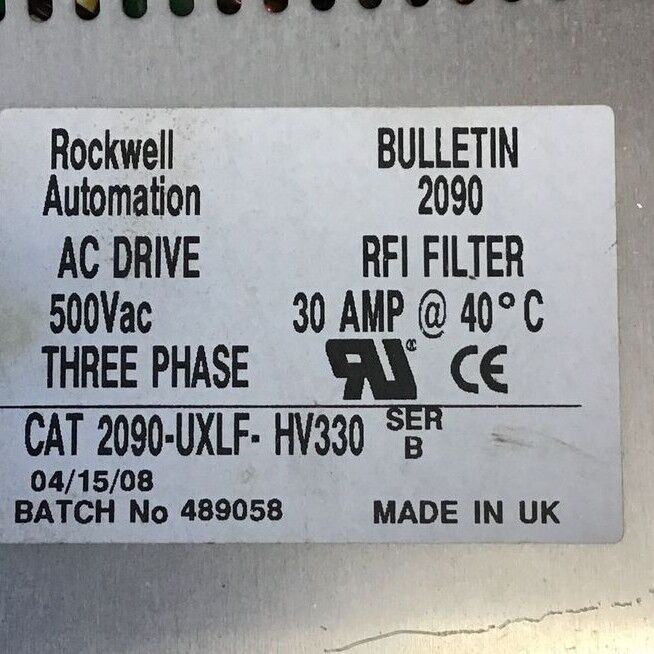 Rockwell Automation BULLETIN 2090
AC DRIVE RFI FILTER
500Vac 30 AMP @ 40°C
THREE PHASE RU CE
CAT 2090-UXLF- HV330 SER B
04/15/08
BATCH No 489058 MADE IN UK